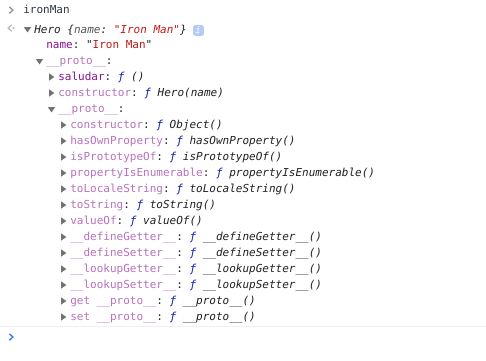 ironMan
Hero {name: "Iron Man"} i
name: "Iron Man"
__proto__:
saludar: ƒ ()
constructor: ƒ Hero(name)
__proto__:
constructor: ƒ Object()
hasOwnProperty: ƒ hasOwnProperty()
isPrototypeOf: ƒ isPrototypeOf()
propertyIsEnumerable: ƒ propertyIsEnumerable()
toLocaleString: ƒ toLocaleString()
toString: ƒ toString()
valueOf: ƒ valueOf()
__defineGetter__: ƒ __defineGetter__()
__defineSetter__: ƒ __defineSetter__()
__lookupGetter__: ƒ __lookupGetter__()
__lookupSetter__: ƒ __lookupSetter__()
get __proto__: ƒ __proto__()
set __proto__: ƒ __proto__()